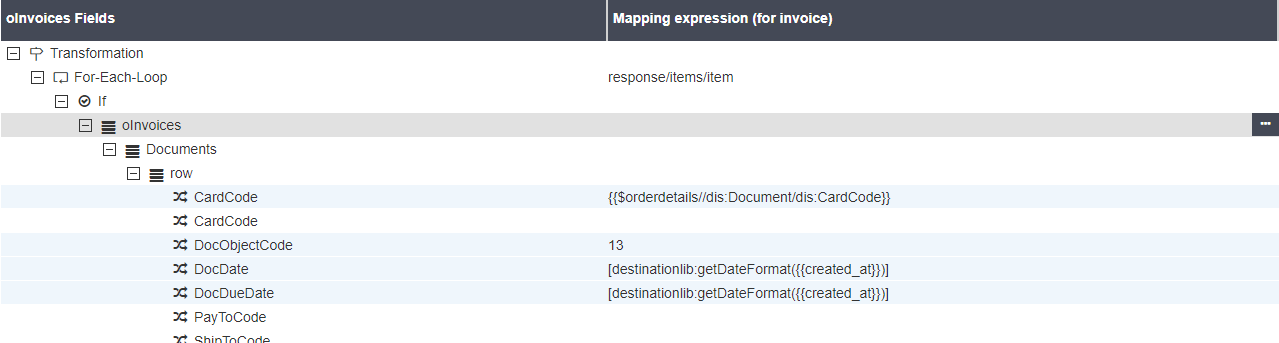 oInvoices Fields Mapping expression (for invoice)
Transformation
For-Each-Loop response/items/item
If
oInvoices
Documents
row
CardCode {{$orderdetails//dis:Document/dis:CardCode}}
CardCode
DocObjectCode 13
DocDate [destinationlib:getDateFormat({{created_at}})]
DocDueDate [destinationlib:getDateFormat({{created_at}})]
PayToCode
ShipToCode